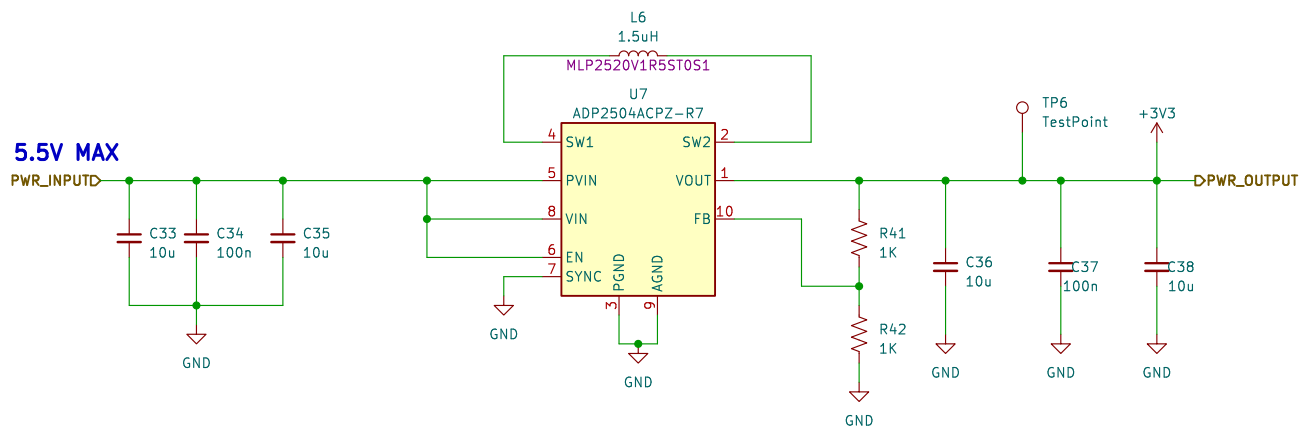 L6
1.5uH
MLP2520V1R5ST0S1
U7
ADP2504ACPZ-R7
5.5V MAX
PWR_INPUT
4
SW1
SW2
2
5
PVIN
VOUT
1
8
VIN
FB
10
6
EN
7
SYNC
PGND
3
AGND
9
GND
GND
C33
10u
C34
100n
C35
10u
GND
R41
1K
R42
1K
GND
C36
10u
GND
TP6
TestPoint
C37
100n
GND
+3V3
C38
10u
GND
PWR_OUTPUT